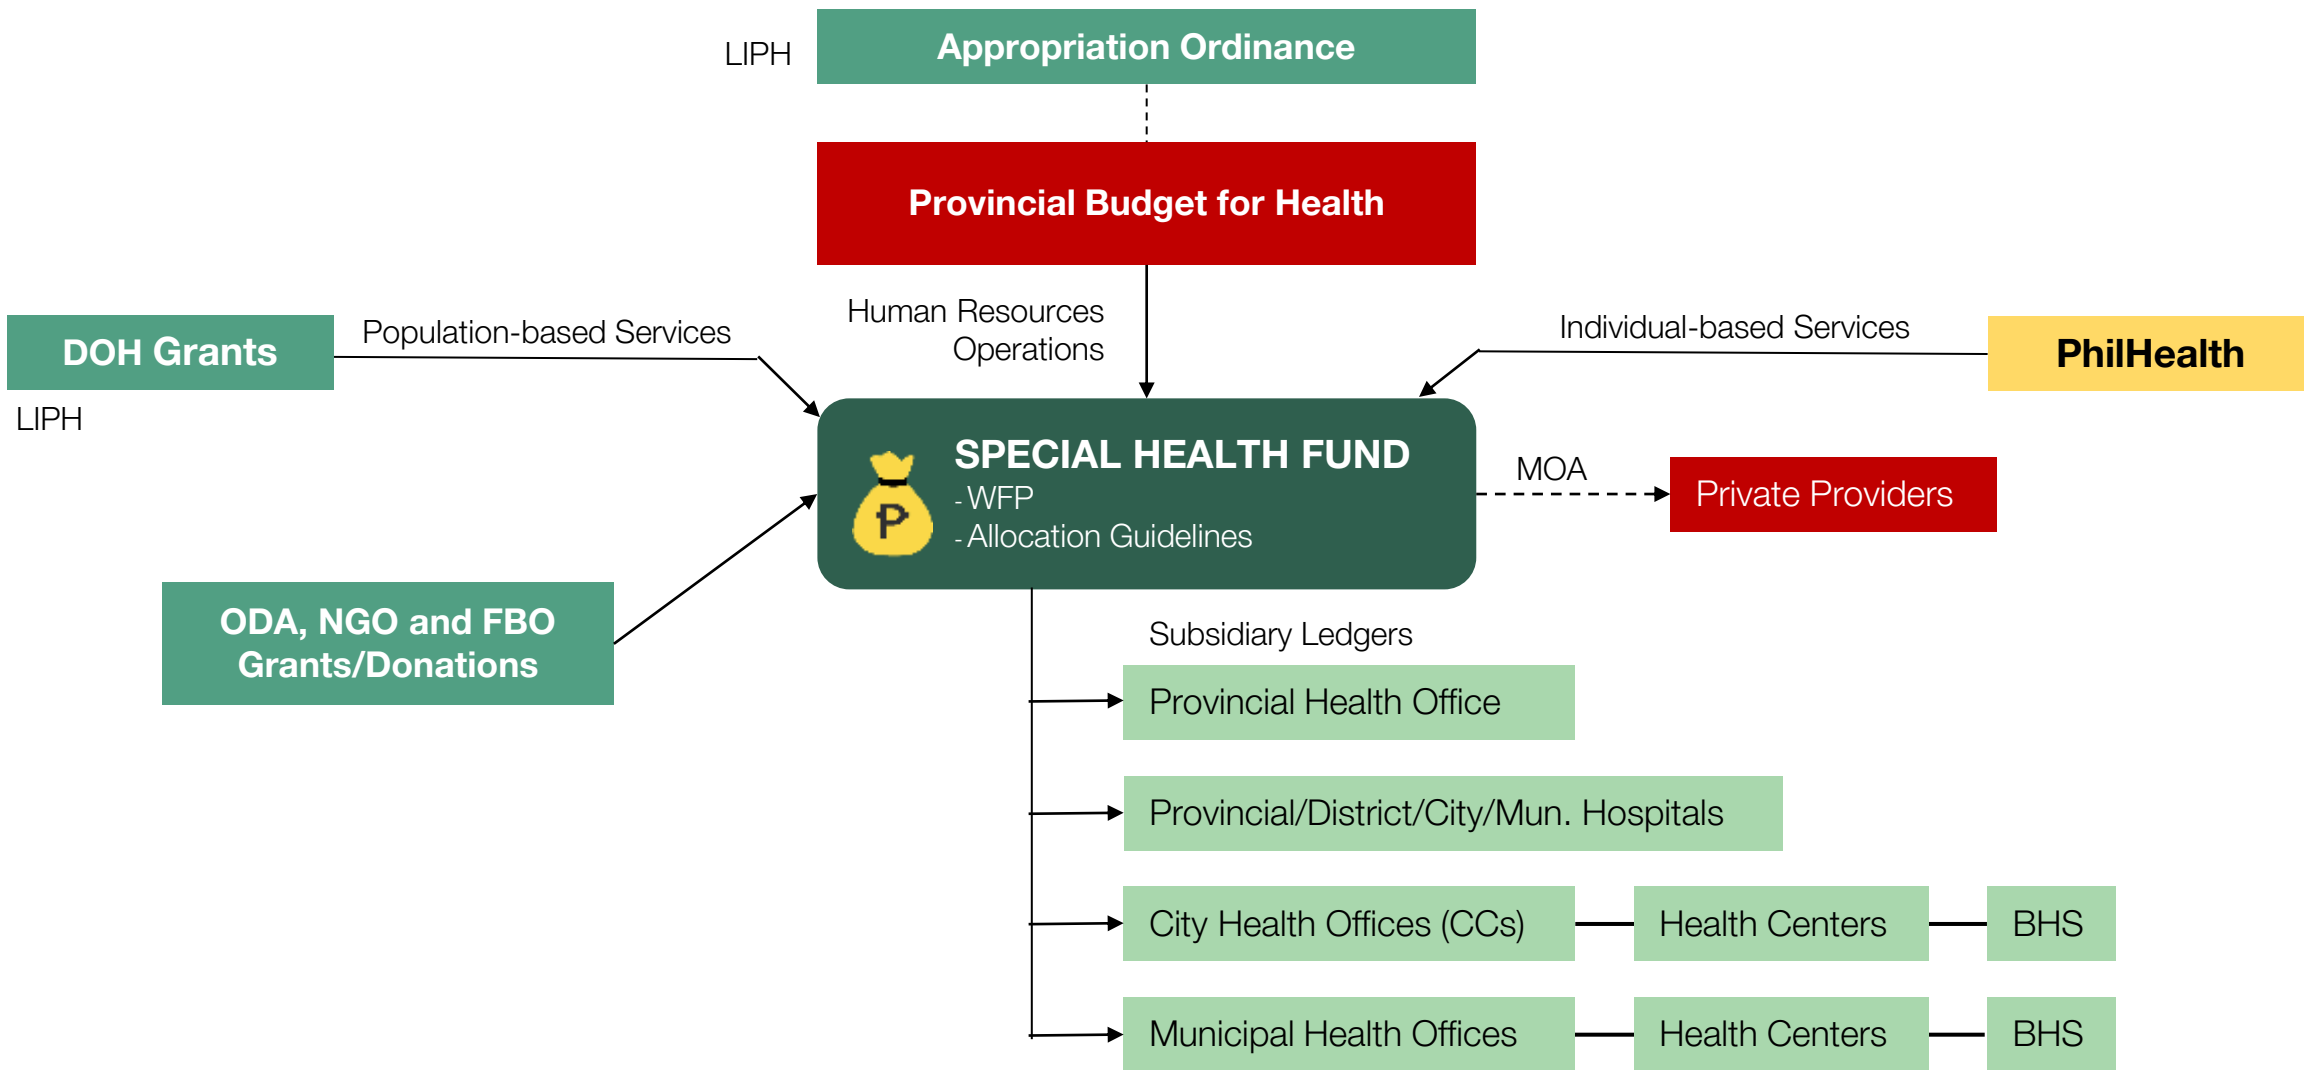 LIPH
Appropriation Ordinance
Provincial Budget for Health
Human Resources
Operations
DOH Grants
Population-based Services
LIPH
Individual-based Services
PhilHealth
SPECIAL HEALTH FUND
- WFP
- Allocation Guidelines
₱
MOA
Private Providers
ODA, NGO and FBO
Grants/Donations
Subsidiary Ledgers
Provincial Health Office
Provincial/District/City/Mun. Hospitals
City Health Offices (CCs)
Health Centers
BHS
Municipal Health Offices
Health Centers
BHS